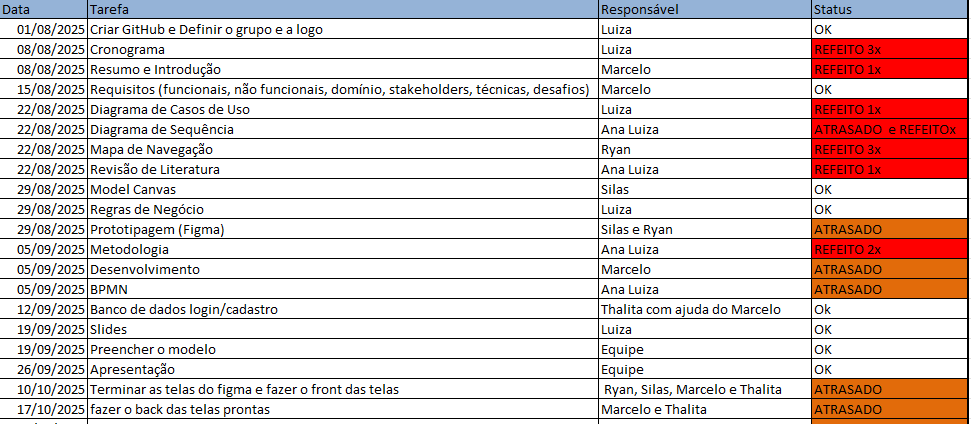 Data Tarefa Responsável Status
01/08/2025 Criar GitHub e Definir o grupo e a logo Luiza OK
08/08/2025 Cronograma Luiza REFEITO 3x
08/08/2025 Resumo e Introdução Marcelo REFEITO 1x
15/08/2025 Requisitos (funcionais, não funcionais, domínio, stakeholders, técnicas, desafios) Marcelo OK
22/08/2025 Diagrama de Casos de Uso Luiza REFEITO 1x
22/08/2025 Diagrama de Sequência Ana Luiza ATRASADO e REFEITOx
22/08/2025 Mapa de Navegação Ryan REFEITO 3x
22/08/2025 Revisão de Literatura Ana Luiza REFEITO 1x
29/08/2025 Model Canvas Silas OK
29/08/2025 Regras de Negócio Luiza OK
29/08/2025 Prototipagem (Figma) Silas e Ryan ATRASADO
05/09/2025 Metodologia Ana Luiza REFEITO 2x
05/09/2025 Desenvolvimento Marcelo ATRASADO
05/09/2025 BPMN Ana Luiza ATRASADO
12/09/2025 Banco de dados login/cadastro Thalita com ajuda do Marcelo Ok
19/09/2025 Slides Luiza OK
19/09/2025 Preencher o modelo Equipe OK
26/09/2025 Apresentação Equipe OK
10/10/2025 Terminar as telas do figma e fazer o front das telas Ryan, Silas, Marcelo e Thalita ATRASADO
17/10/2025 fazer o back das telas prontas Marcelo e Thalita ATRASADO